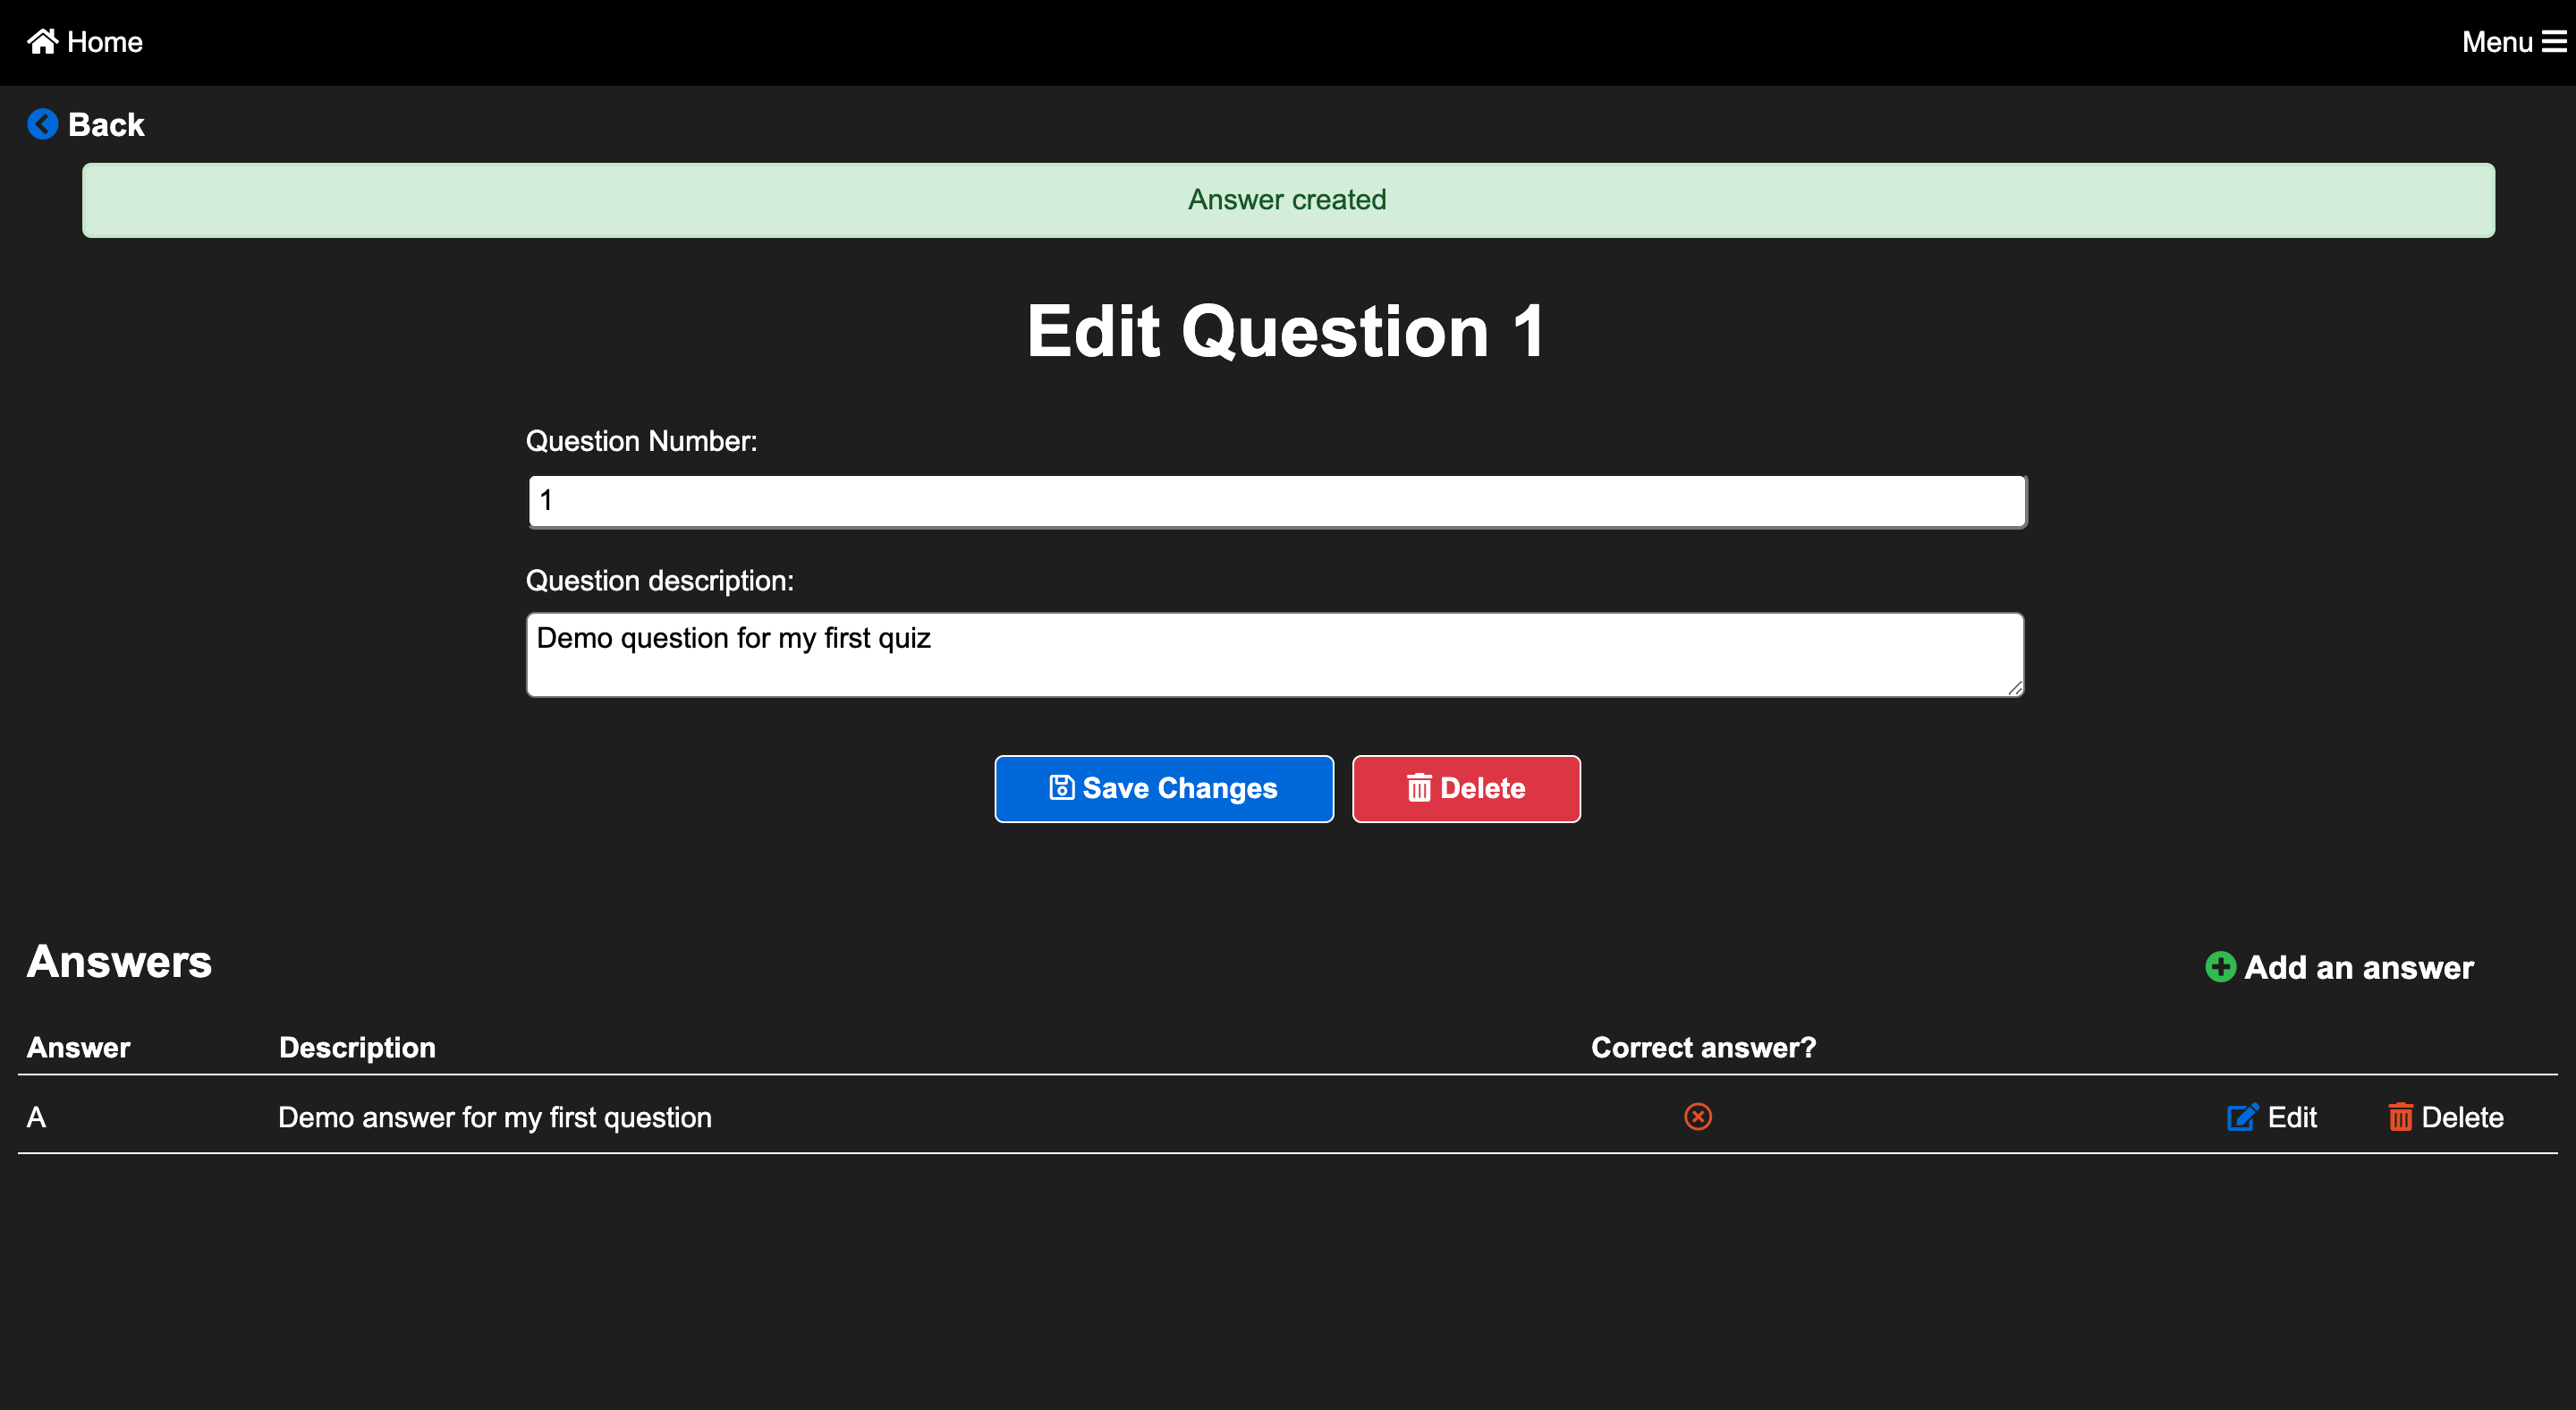 Home
Menu
Back
Answer created
Edit Question 1
Question Number:
1
Question description:
Demo question for my first quiz
Save Changes
Delete
Answers
Add an answer
Answer Description Correct answer?
A Demo answer for my first question Edit Delete